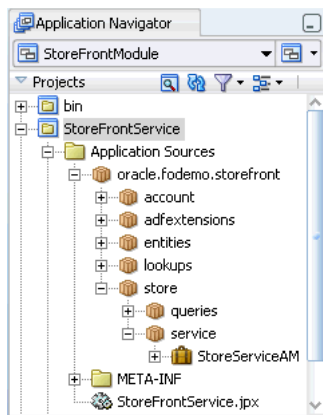 Application Navigator
StoreFrontModule
Projects
bin
StoreFrontService
Application Sources
oracle.fodemo.storefront
account
adfextensions
entities
lookups
store
queries
service
StoreServiceAM
META-INF
StoreFrontService.jpx